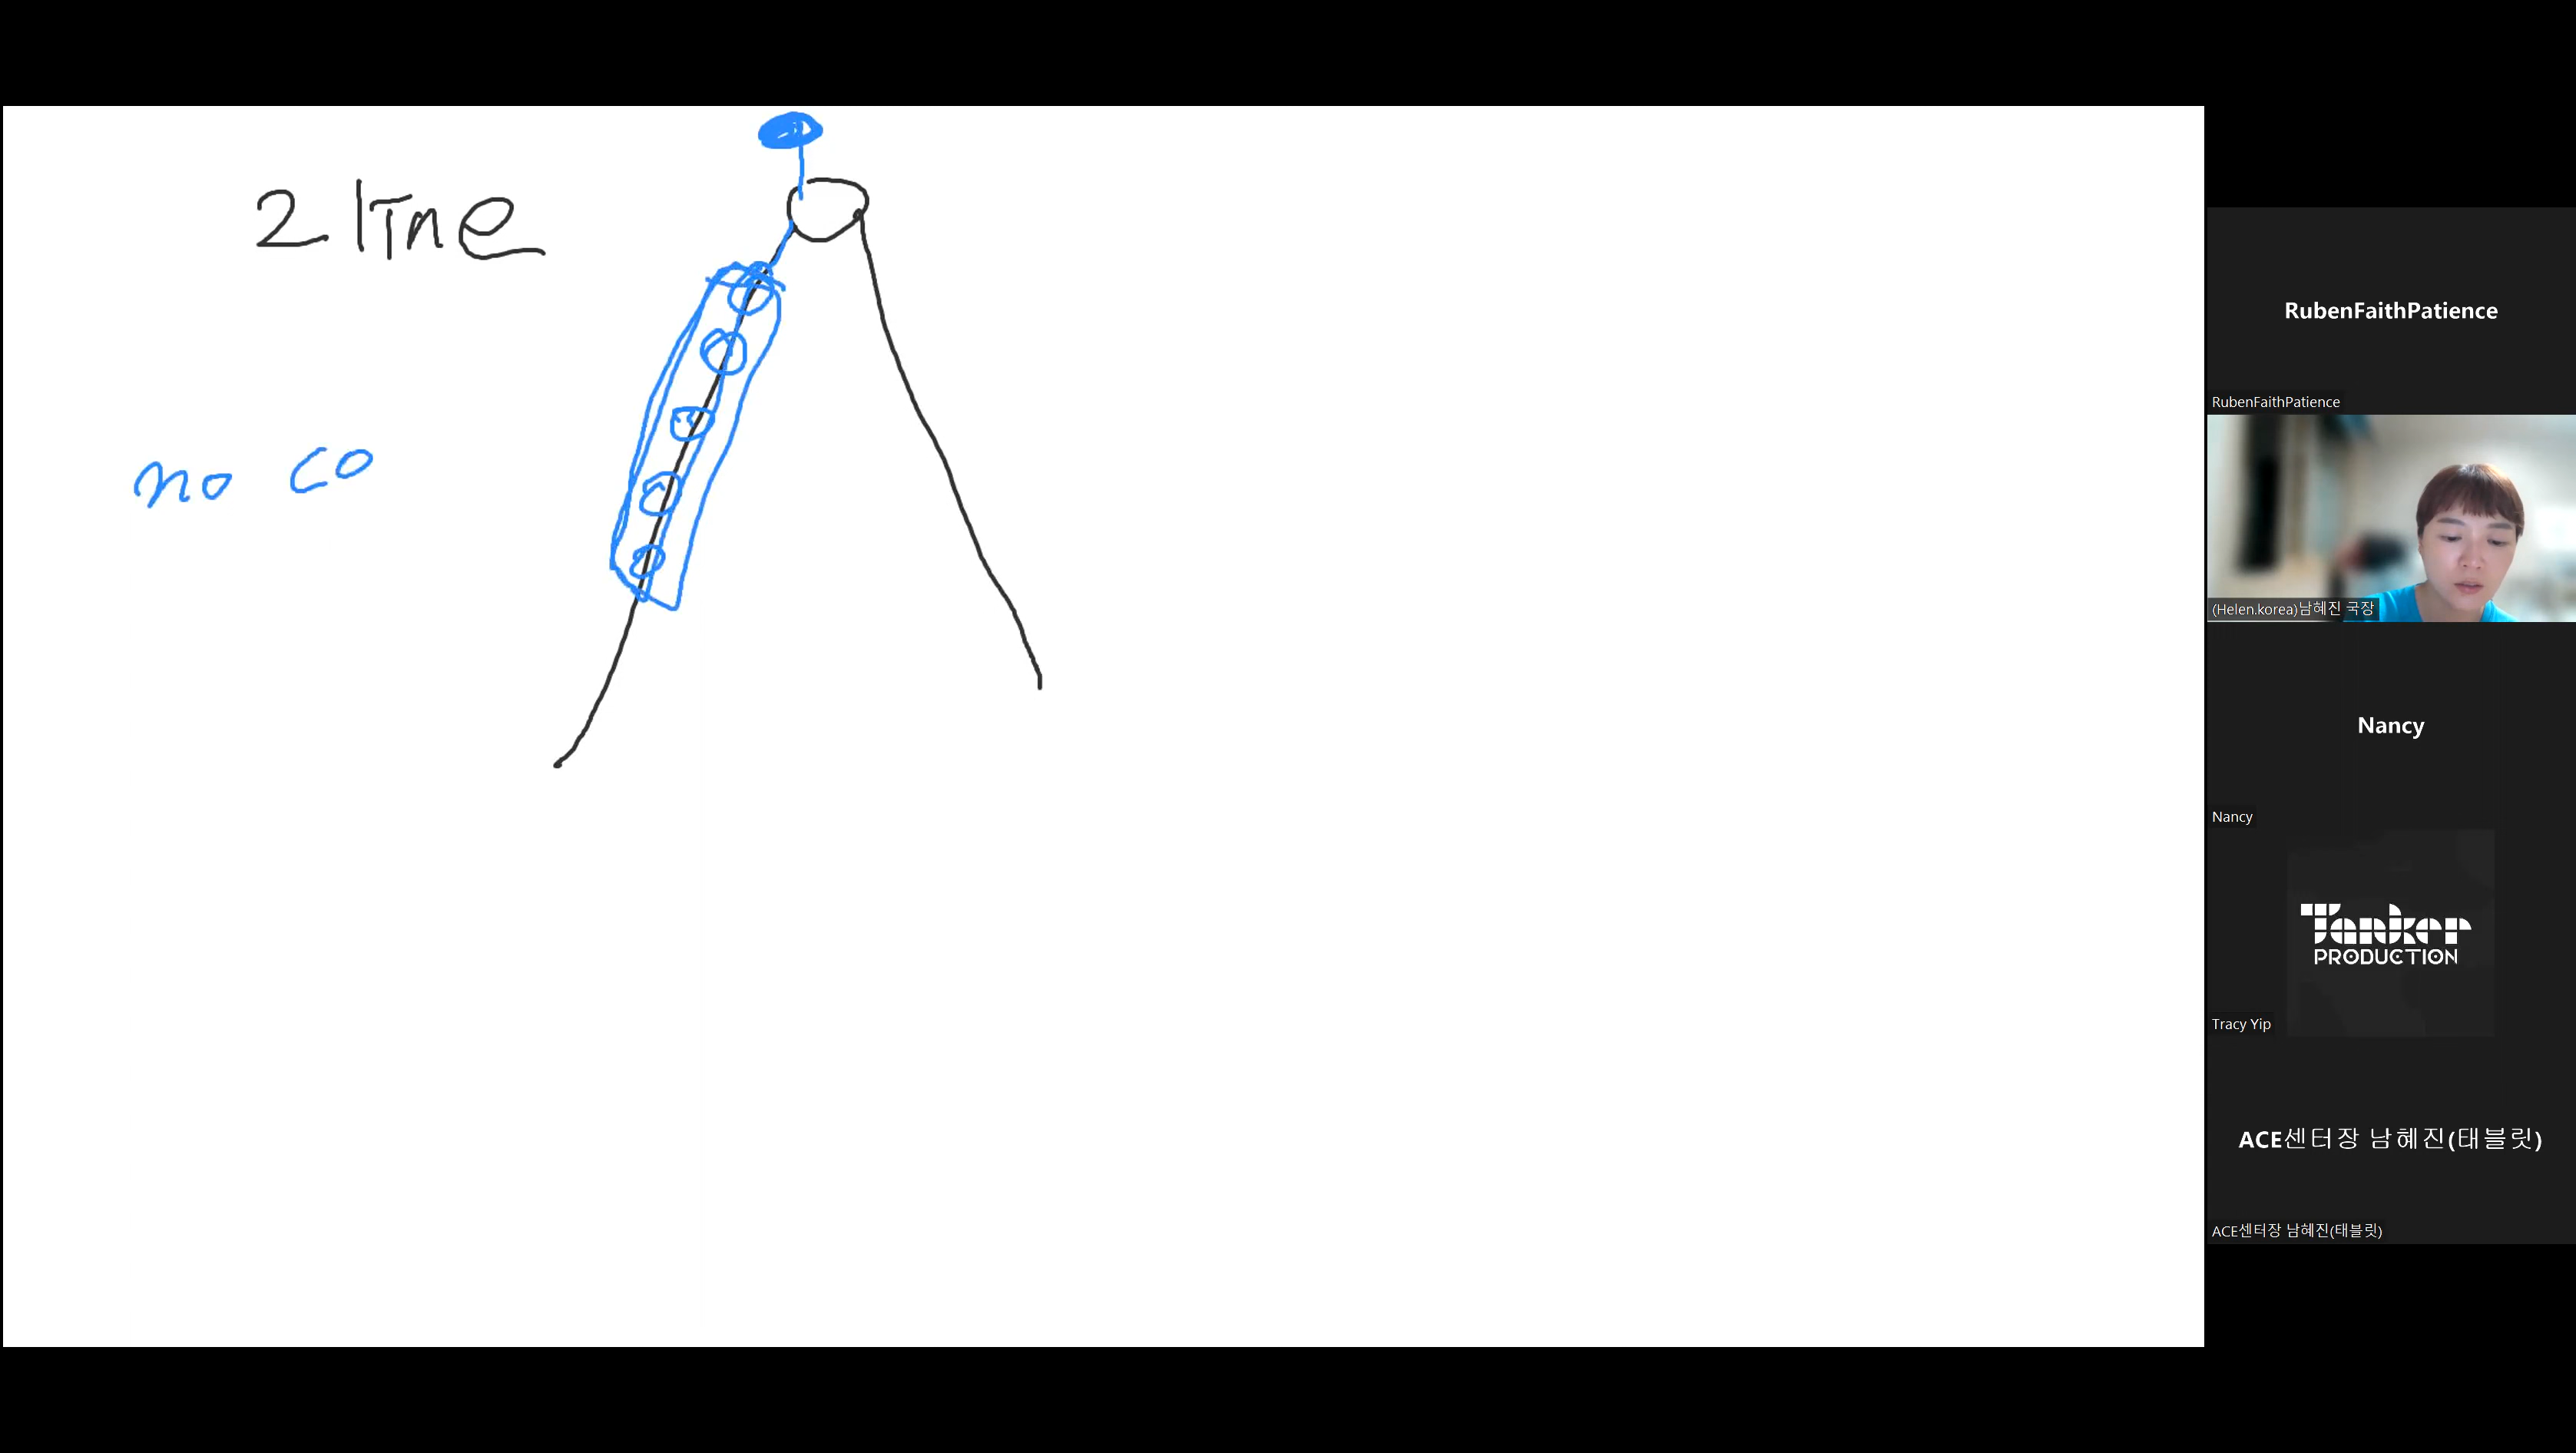 2 line
no co
RubenFaithPatience
RubenFaithPatience
(Helen.korea)남혜진 국장
Nancy
Nancy
Tanker
PRODUCTION
Tracy Yip
ACE센터장 남혜진(태블릿)
ACE센터장 남혜진(태블릿)